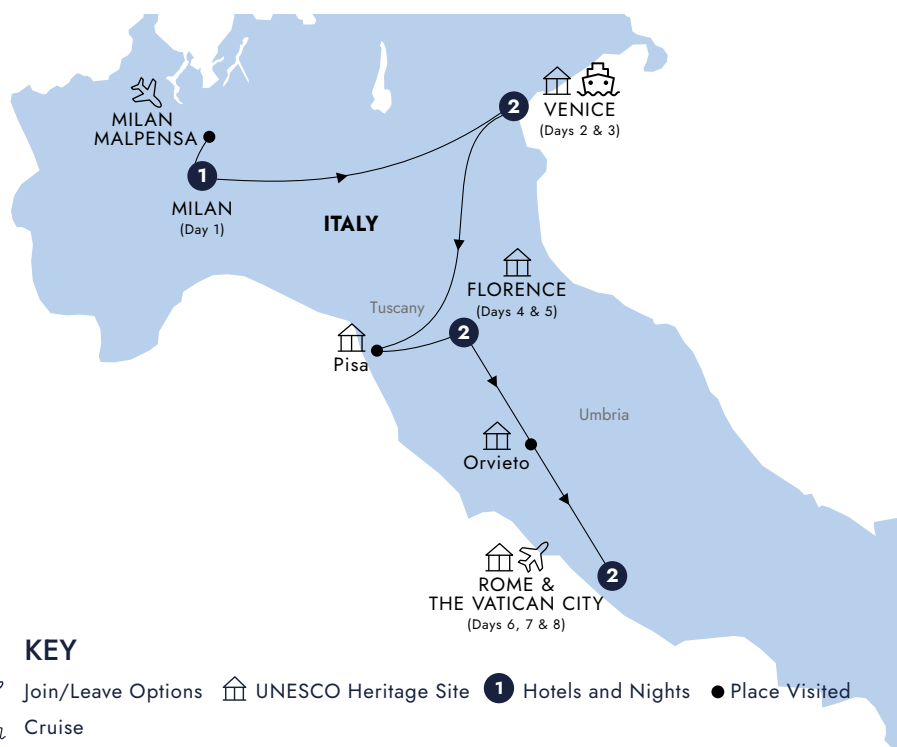 MILAN
MALPENSA
1
MILAN
(Day 1)
2
VENICE
(Days 2 & 3)
ITALY
Tuscany
FLORENCE
(Days 4 & 5)
2
Pisa
Umbria
Orvieto
2
ROME &
THE VATICAN CITY
(Days 6, 7 & 8)
KEY
Join/Leave Options UNESCO Heritage Site 1 Hotels and Nights Place Visited
Cruise